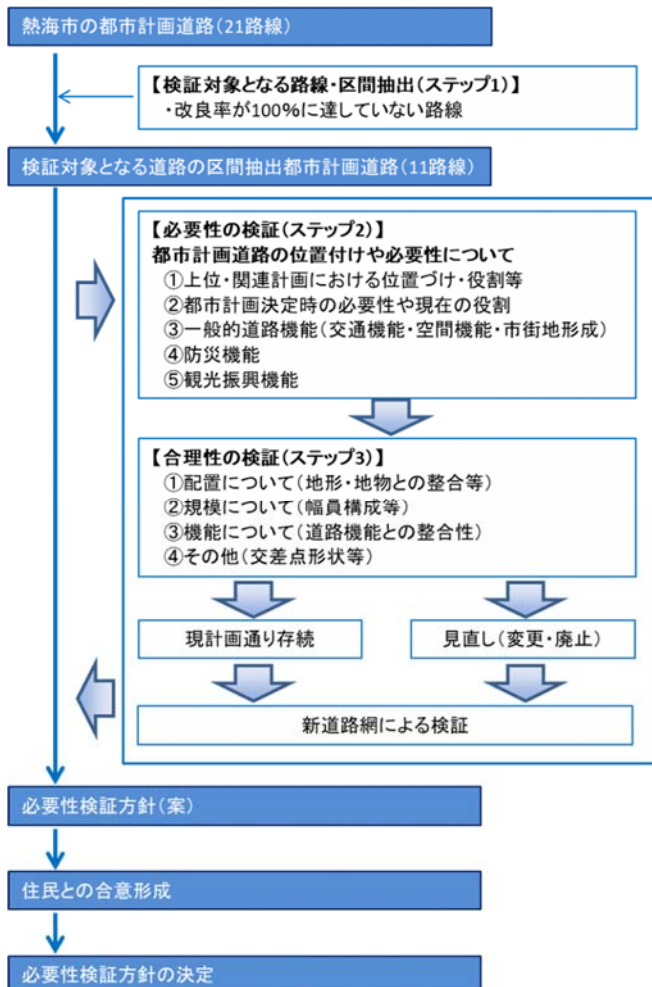 熱海市の都市計画道路(21路線)
【検証対象となる路線・区間抽出(ステップ1)】
・改良率が100%に達していない路線
検証対象となる道路の区間抽出都市計画道路(11路線)
【必要性の検証(ステップ2)】
都市計画道路の位置付けや必要性について
①上位・関連計画における位置づけ・役割等
②都市計画決定時の必要性や現在の役割
③一般的道路機能(交通機能・空間機能・市街地形成)
④防災機能
⑤観光振興機能
【合理性の検証(ステップ3)】
①配置について(地形・地物との整合等)
②規模について(幅員構成等)
③機能について(道路機能との整合性)
④その他(交差点形状等)
現計画通り存続
見直し(変更・廃止)
新道路網による検証
必要性検証方針(案)
住民との合意形成
必要性検証方針の決定